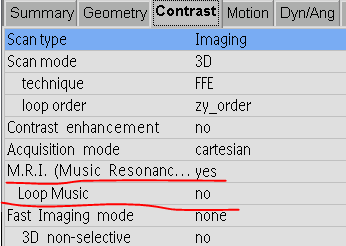 Summary Geometry Contrast Motion Dyn/Ang
Scan type Imaging
Scan mode 3D
technique FFE
loop order zy_order
Contrast enhancement no
Acquisition mode cartesian
M.R.I. (Music Resonanc... yes
Loop Music no
Fast Imaging mode none
3D non-selective no